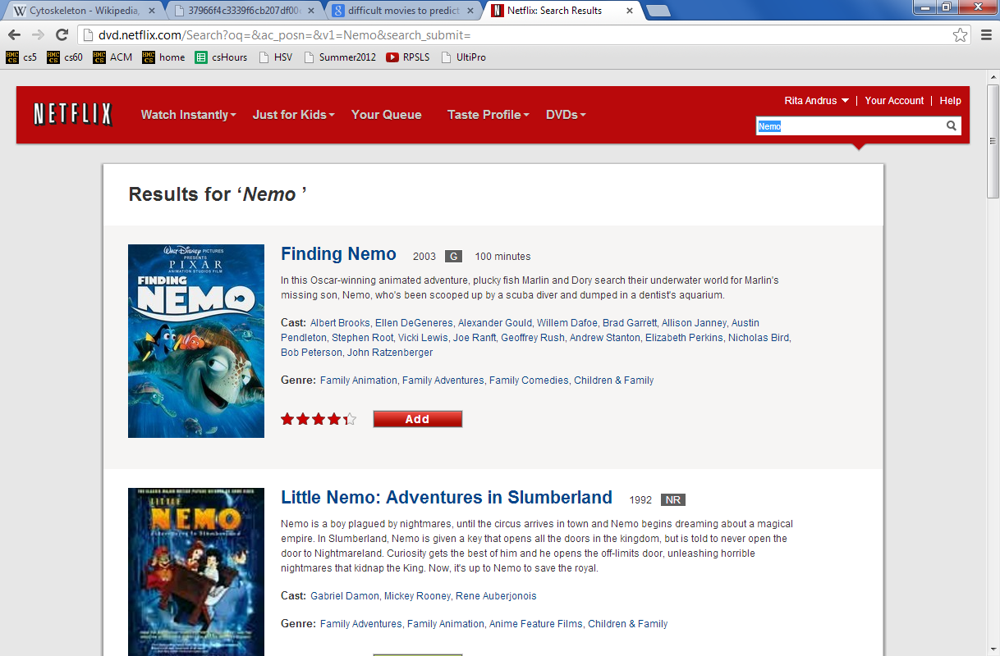 Cytoskeleton - Wikipedia,
37966f4c3339f6cb207df00
difficult movies to predict
Netflix: Search Results
dvd.netflix.com/Search?oq=&ac_posn=&v1=Nemo&search_submit=
cs5 cs60 ACM home csHours HSV Summer2012 RPSLS UltiPro
NETFLIX
Watch Instantly Just for Kids Your Queue Taste Profile DVDs
Rita Andrus | Your Account | Help
Nemo
Results for ‘Nemo ’
WALT DISNEY PICTURES
PRESENTS
PIXAR
ANIMATION STUDIOS FILM
FINDING
NEMO
Finding Nemo 2003 G 100 minutes
In this Oscar-winning animated adventure, plucky fish Marlin and Dory search their underwater world for Marlin's
missing son, Nemo, who's been scooped up by a scuba diver and dumped in a dentist's aquarium.
Cast: Albert Brooks, Ellen DeGeneres, Alexander Gould, Willem Dafoe, Brad Garrett, Allison Janney, Austin
Pendleton, Stephen Root, Vicki Lewis, Joe Ranft, Geoffrey Rush, Andrew Stanton, Elizabeth Perkins, Nicholas Bird,
Bob Peterson, John Ratzenberger
Genre: Family Animation, Family Adventures, Family Comedies, Children & Family
Add
LITTLE
NEMO
Adventures In Slumberland
Little Nemo: Adventures in Slumberland 1992 NR
Nemo is a boy plagued by nightmares, until the circus arrives in town and Nemo begins dreaming about a magical
empire. In Slumberland, Nemo is given a key that opens all the doors in the kingdom, but is told to never open the
door to Nightmareland. Curiosity gets the best of him and he opens the off-limits door, unleashing horrible
nightmares that kidnap the King. Now, it's up to Nemo to save the royal.
Cast: Gabriel Damon, Mickey Rooney, Rene Auberjonois
Genre: Family Adventures, Family Animation, Anime Feature Films, Children & Family